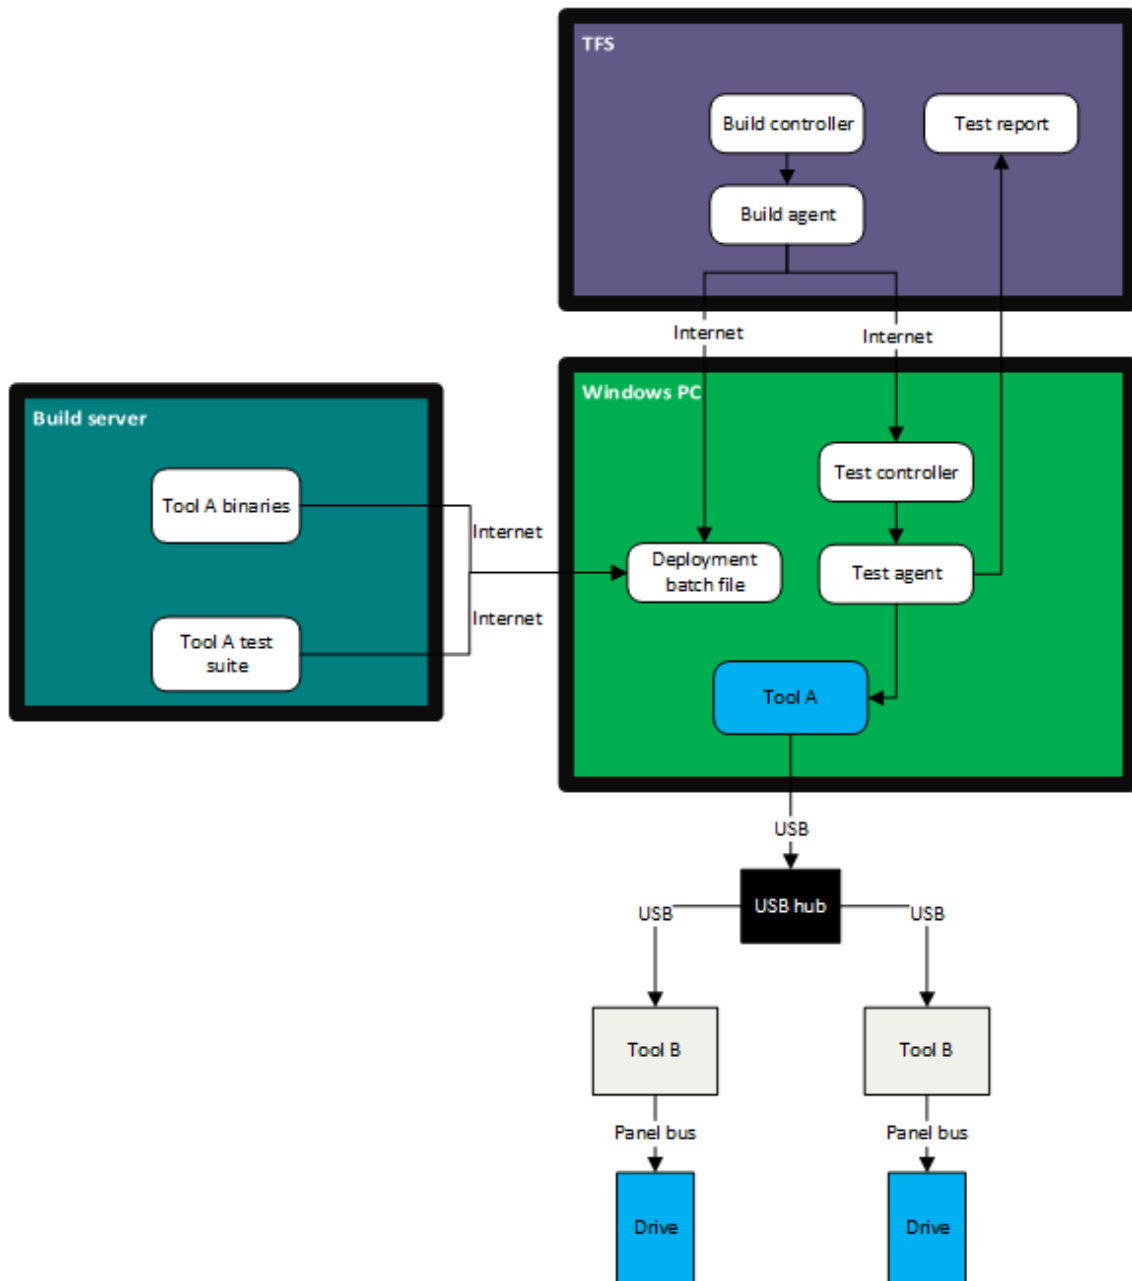 TFS
Build controller
Test report
Build agent
Internet
Internet
Windows PC
Build server
Test controller
Tool A binaries
Internet
Deployment
batch file
Test agent
Internet
Tool A test
suite
Tool A
USB
USB hub
USB
USB
Tool B
Tool B
Panel bus
Panel bus
Drive
Drive